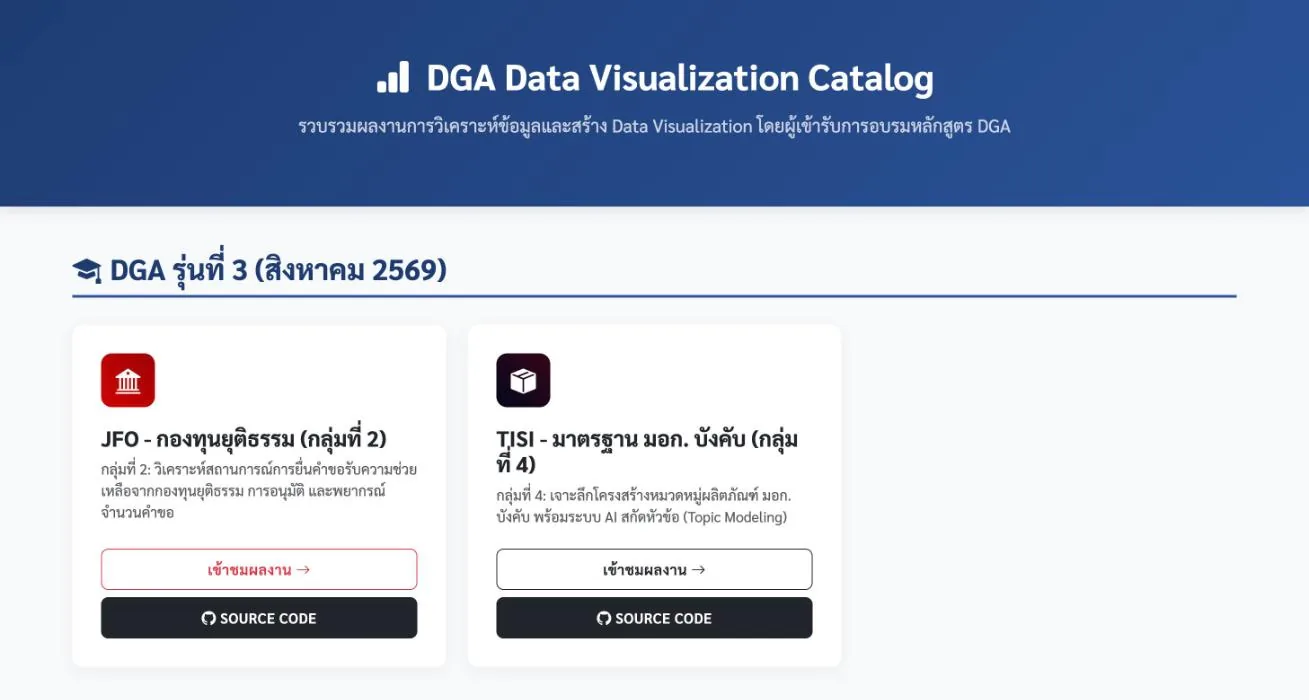 DGA Data Visualization Catalog
รวบรวมผลงานการวิเคราะห์ข้อมูลและสร้าง Data Visualization โดยผู้เข้ารับการอบรมหลักสูตร DGA
DGA รุ่นที่ 3 (สิงหาคม 2569)
JFO - กองทุนยุติธรรม (กลุ่มที่ 2)
กลุ่มที่ 2: วิเคราะห์สถานการณ์การยื่นคำขอรับความช่วย
เหลือจากกองทุนยุติธรรม การอนุมัติ และพยากรณ์
จำนวนคำขอ
เข้าชมผลงาน →
SOURCE CODE
TISI - มาตรฐาน มอก. บังคับ (กลุ่ม
ที่ 4)
กลุ่มที่ 4: เจาะลึกโครงสร้างหมวดหมู่ผลิตภัณฑ์ มอก.
บังคับ พร้อมระบบ AI สกัดหัวข้อ (Topic Modeling)
เข้าชมผลงาน →
SOURCE CODE